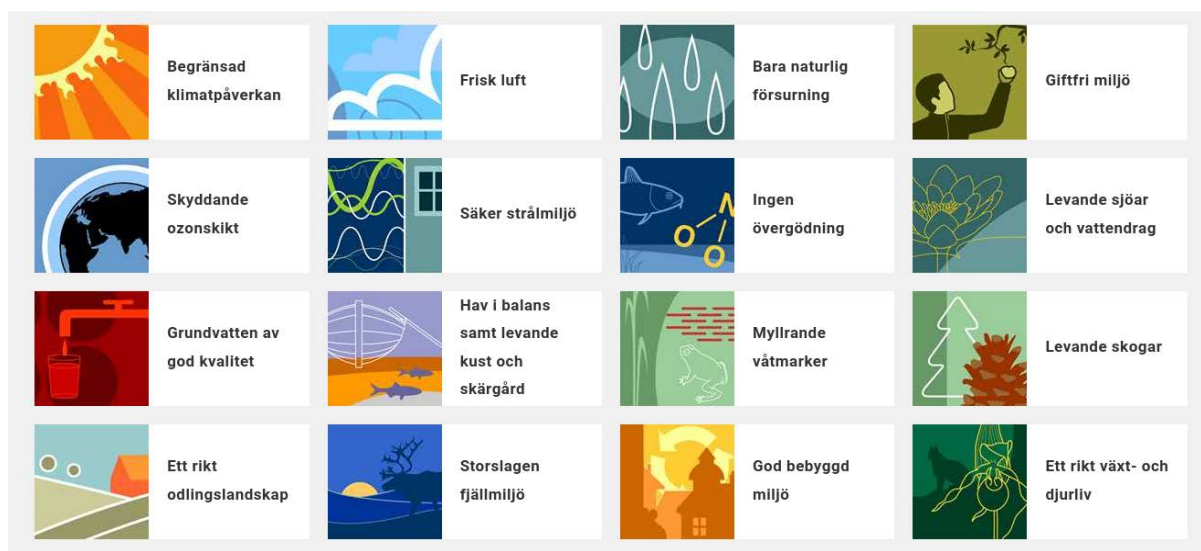 Begränsad
klimatpåverkan
Frisk luft
Bara naturlig
försurning
Giftfri miljö
Skyddande
ozonskikt
Säker strålmiljö
Ingen
övergödning
N
O
O
Levande sjöar
och vattendrag
Grundvatten av
god kvalitet
Hav i balans
samt levande
kust och
skärgård
Myllrande
våtmarker
Levande skogar
Ett rikt
odlingslandskap
Storslagen
fjällmiljö
God bebyggd
miljö
Ett rikt växt- och
djurliv